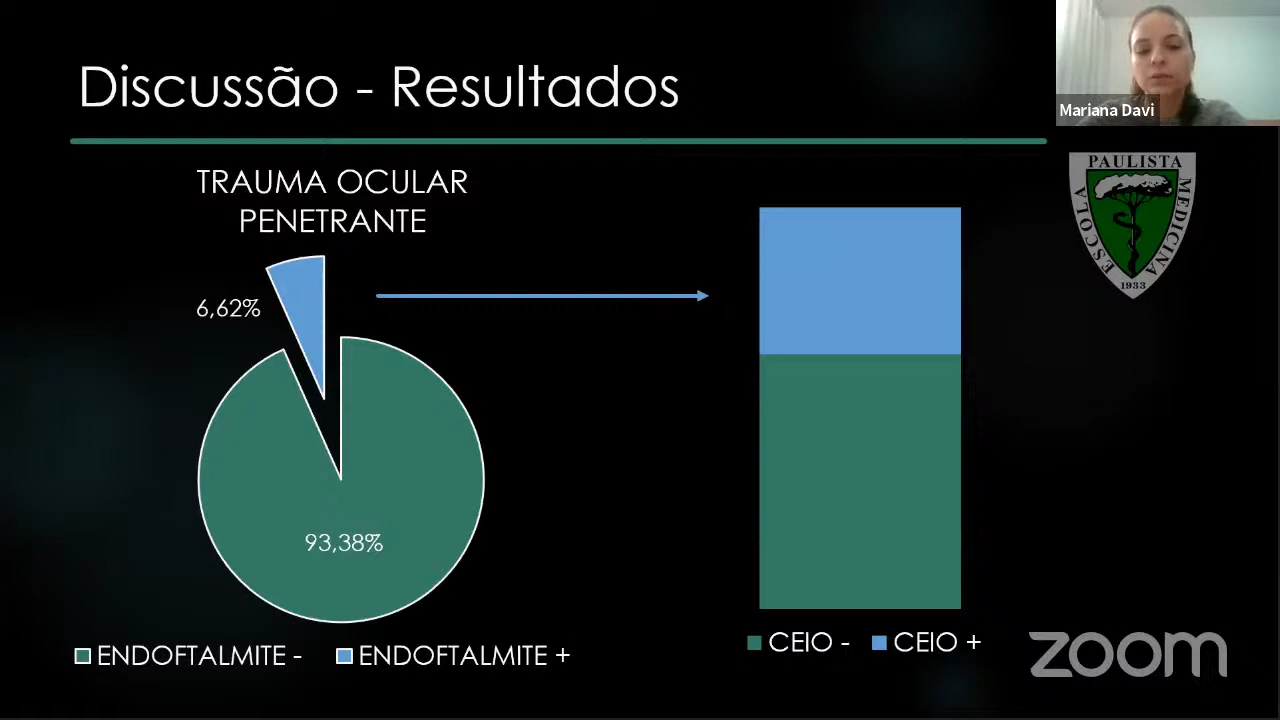 Discussão - Resultados
Mariana Davi
TRAUMA OCULAR
PENETRANTE
6,62%
93,38%
ENDOFTALMITE -
ENDOFTALMITE +
CEIO -
CEIO +
ESCOLA
PAULISTA
MEDICINA
1933
zoom